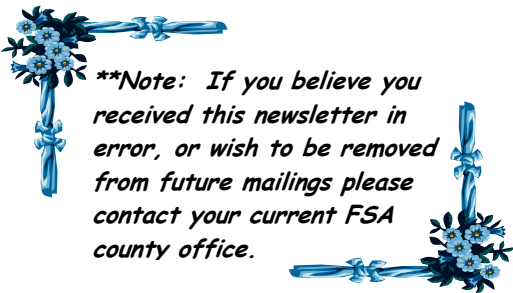 **Note:  If you believe you
received this newsletter in
error, or wish to be removed
from future mailings please
contact your current FSA
county office.